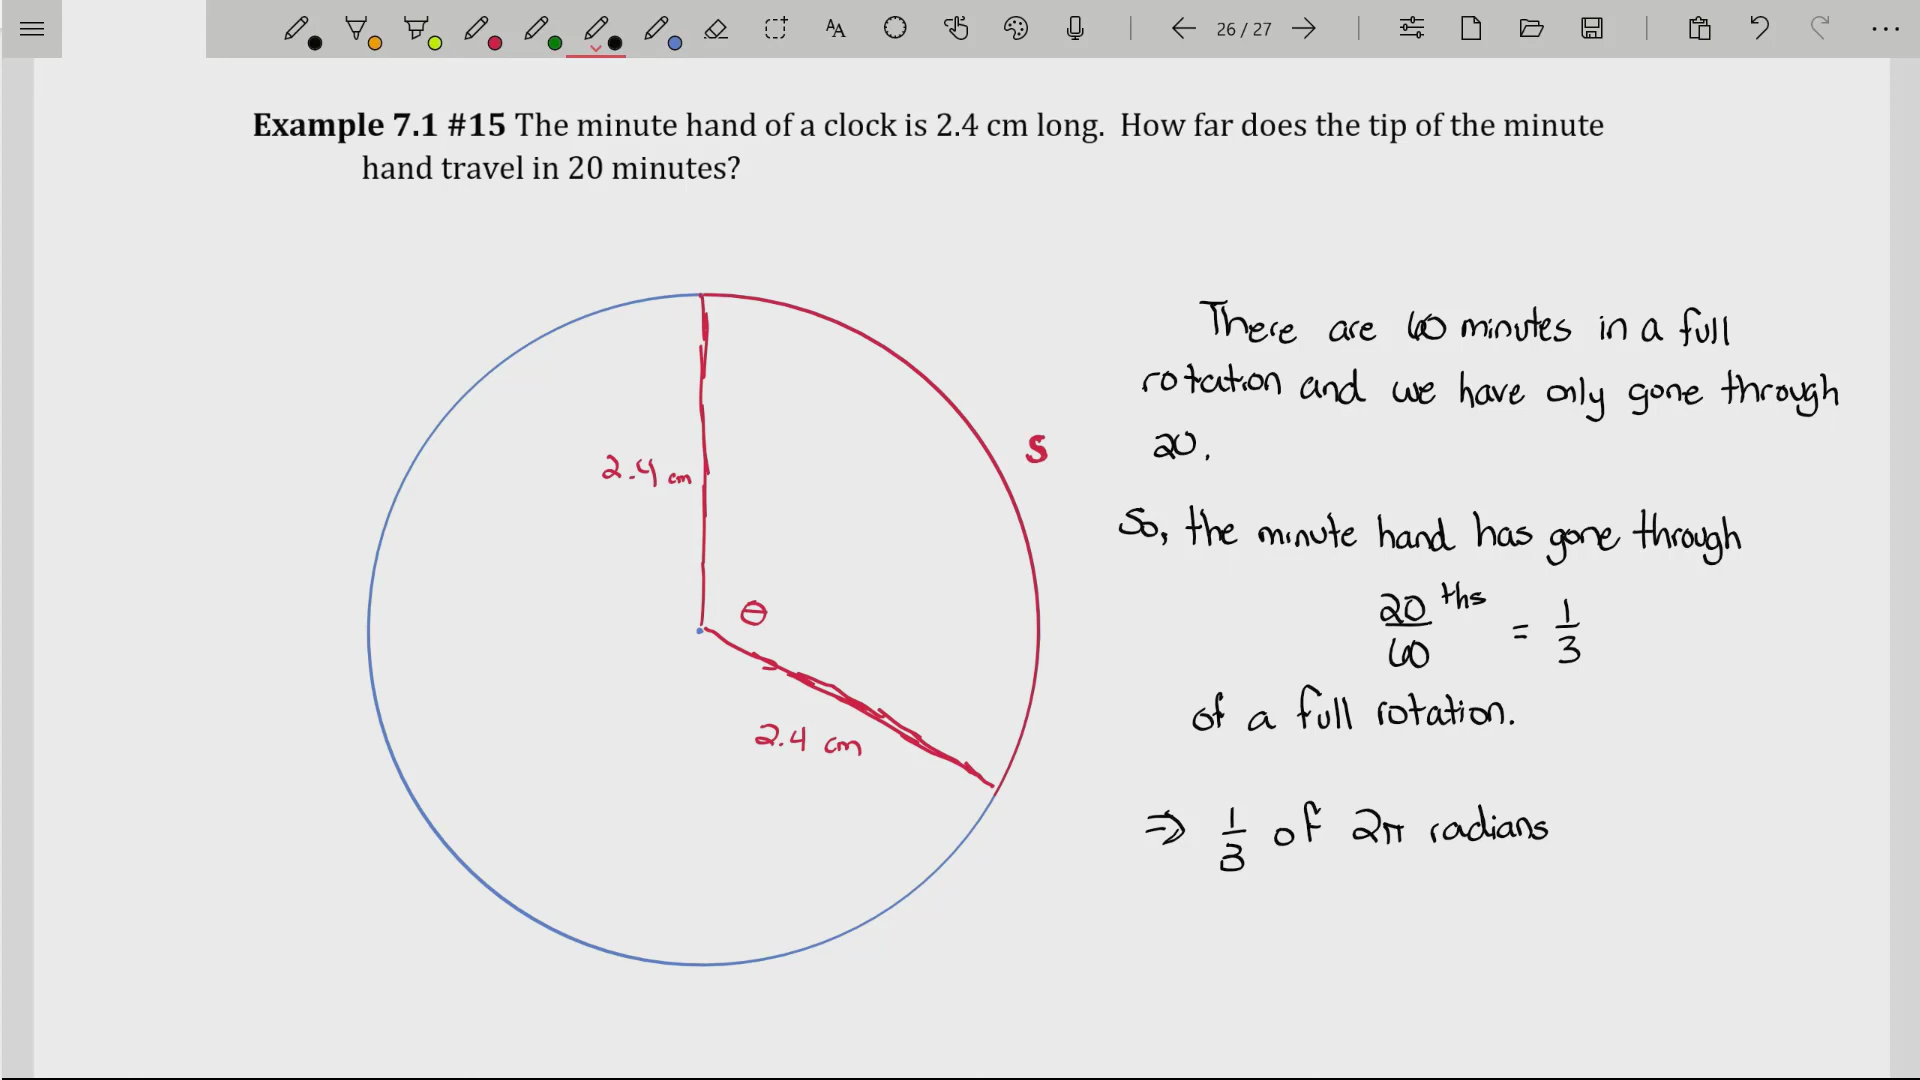 26 / 27
Example 7.1 #15 The minute hand of a clock is 2.4 cm long. How far does the tip of the minute
hand travel in 20 minutes?
2.4 cm
θ
2.4 cm
S
There are 60 minutes in a full
rotation and we have only gone through
20.
So, the minute hand has gone through
20/60 ths = 1/3
of a full rotation.
⇒ 1/3 of 2π radians